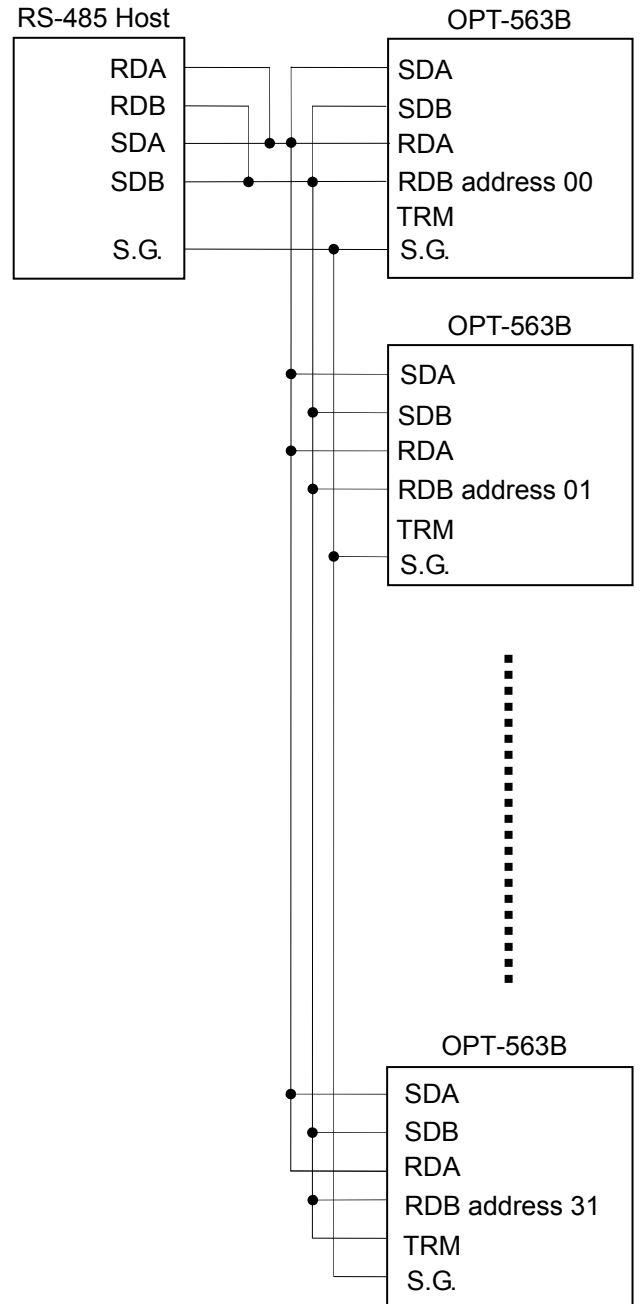 RS-485 Host
RDA
RDB
SDA
SDB
S.G.
OPT-563B
SDA
SDB
RDA
RDB address 00
TRM
S.G.
OPT-563B
SDA
SDB
RDA
RDB address 01
TRM
S.G.
OPT-563B
SDA
SDB
RDA
RDB address 31
TRM
S.G.